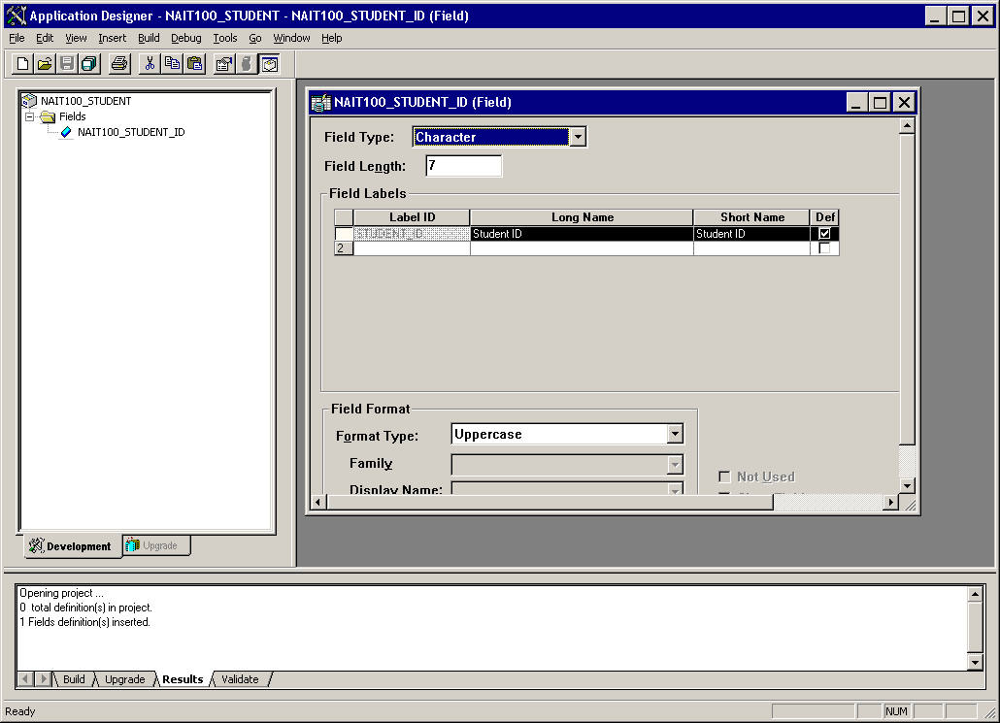 Application Designer - NAIT100_STUDENT - NAIT100_STUDENT_ID (Field)
File Edit View Insert Build Debug Tools Go Window Help
NAIT100_STUDENT
Fields
NAIT100_STUDENT_ID
Development
Upgrade
NAIT100_STUDENT_ID (Field)
Field Type: Character
Field Length: 7
Field Labels
Label ID Long Name Short Name Def
STUDENT_ID Student ID Student ID
2
Field Format
Format Type: Uppercase
Family
Display Name:
Not Used
Opening project ...
0 total definition(s) in project.
1 Fields definition(s) inserted.
Build Upgrade Results Validate
Ready NUM